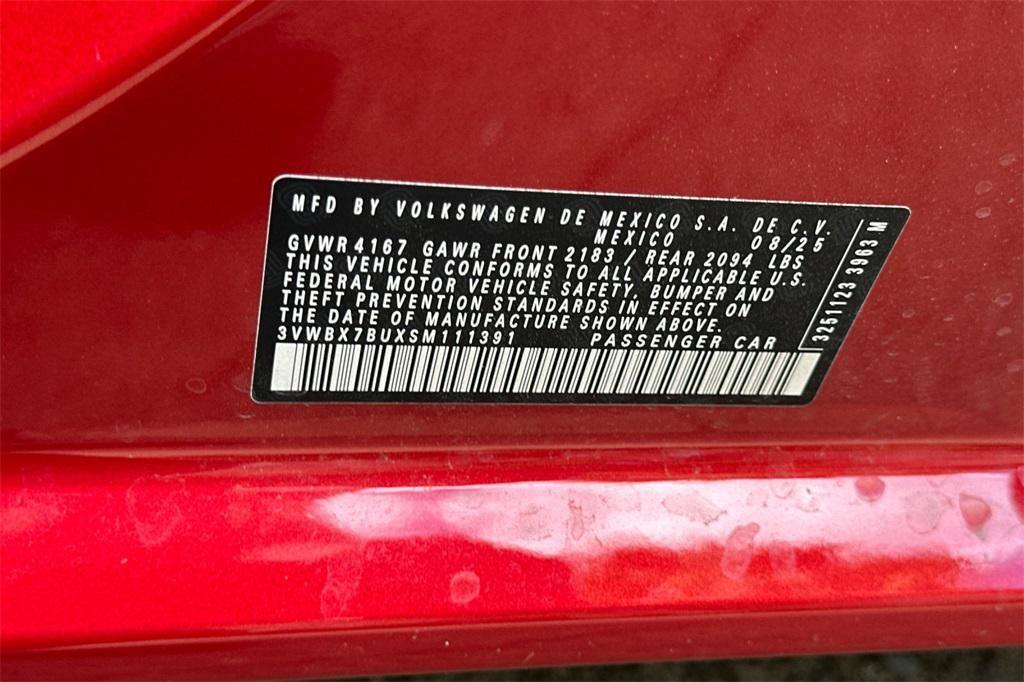 MFD BY VOLKSWAGEN DE MEXICO S.A. DE C.V.
MEXICO 08/25
GVWR 4167 GAWR FRONT 2183 / REAR 2094 LBS
THIS VEHICLE CONFORMS TO ALL APPLICABLE U.S.
FEDERAL MOTOR VEHICLE SAFETY, BUMPER AND
THEFT PREVENTION STANDARDS IN EFFECT ON
THE DATE OF MANUFACTURE SHOWN ABOVE.
3VWBX7BUXSM111391 PASSENGER CAR
3251123 3963 M